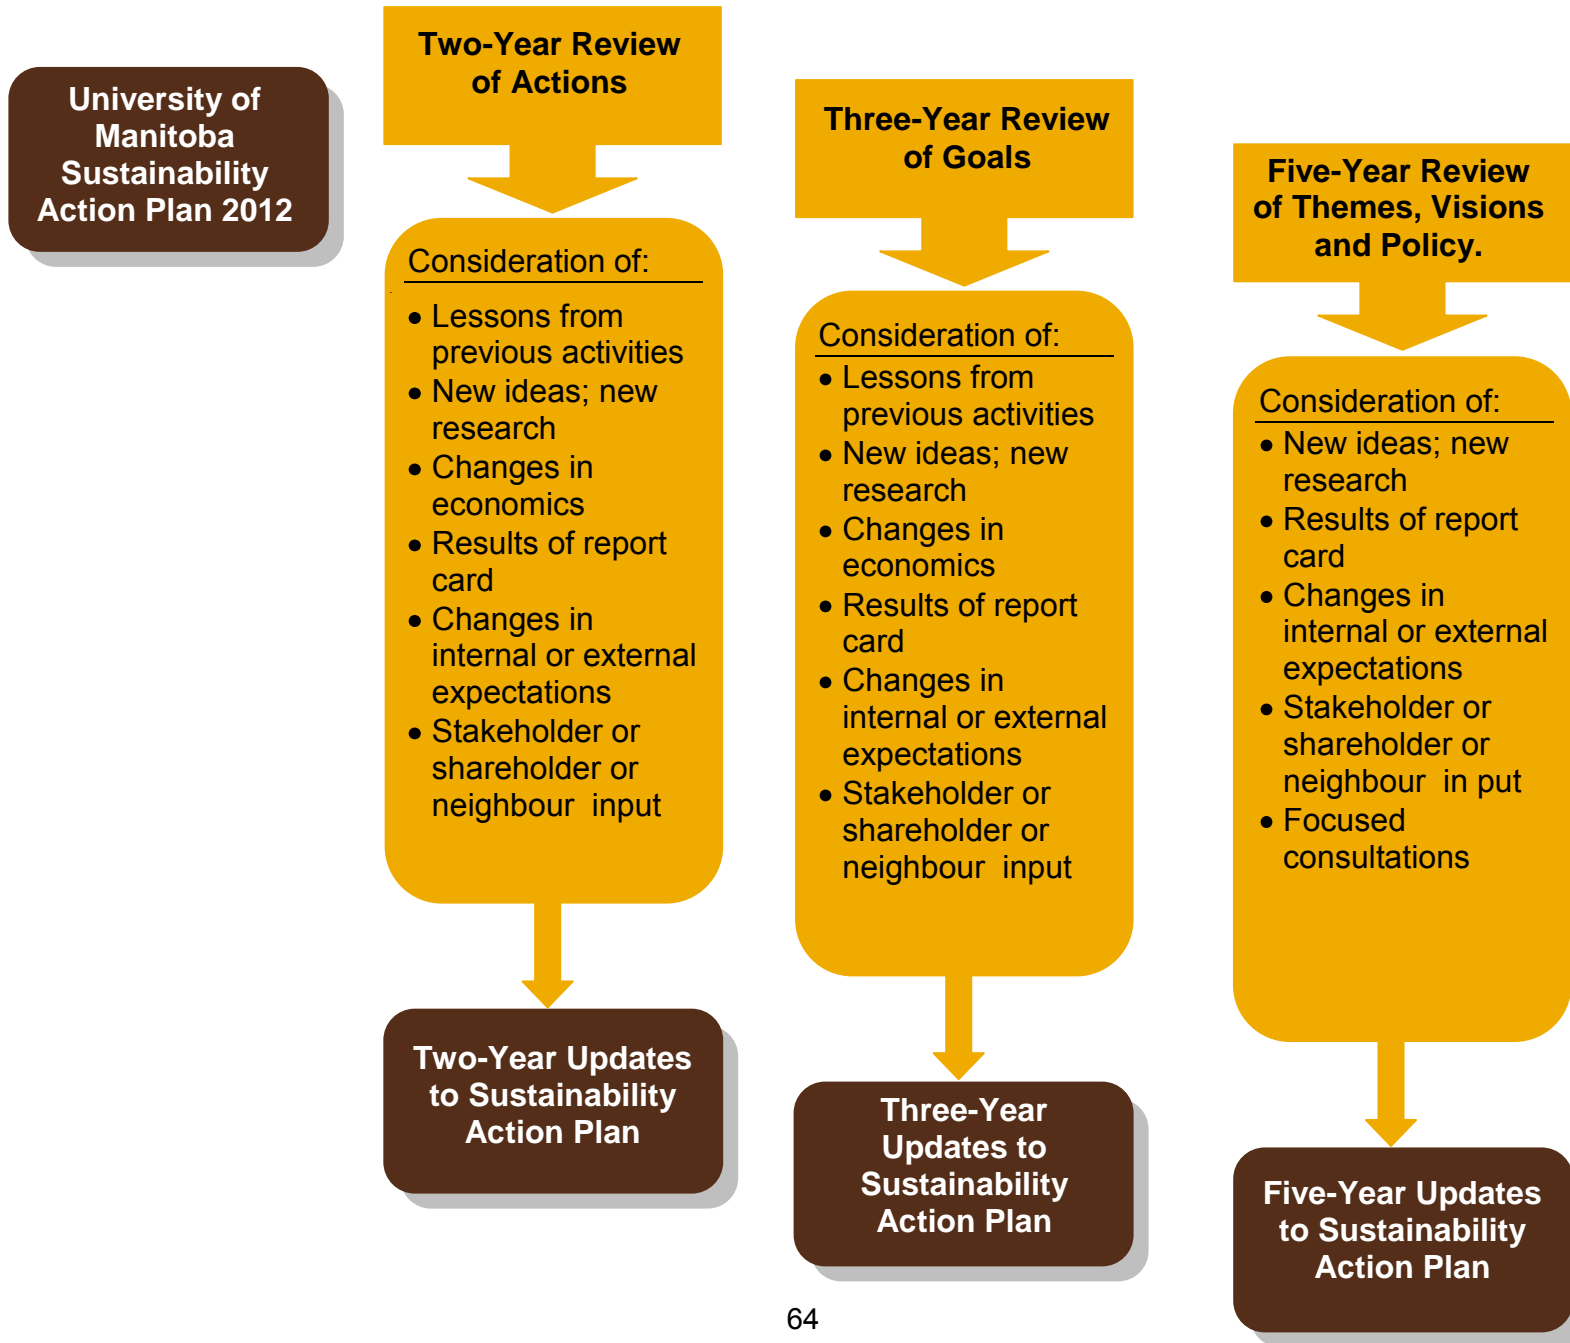 University of
Manitoba
Sustainability
Action Plan 2012
Two-Year Review
of Actions
Consideration of:
• Lessons from
previous activities
• New ideas; new
research
• Changes in
economics
• Results of report
card
• Changes in
internal or external
expectations
• Stakeholder or
shareholder or
neighbour  input
Two-Year Updates
to Sustainability
Action Plan
Three-Year Review
of Goals
Consideration of:
• Lessons from
previous activities
• New ideas; new
research
• Changes in
economics
• Results of report
card
• Changes in
internal or external
expectations
• Stakeholder or
shareholder or
neighbour  input
Three-Year
Updates to
Sustainability
Action Plan
Five-Year Review
of Themes, Visions
and Policy.
Consideration of:
• New ideas; new
research
• Results of report
card
• Changes in
internal or external
expectations
• Stakeholder or
shareholder or
neighbour  in put
• Focused
consultations
Five-Year Updates
to Sustainability
Action Plan
64